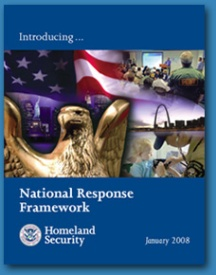 Introducing...
National Response
Framework
Homeland
Security
January 2008